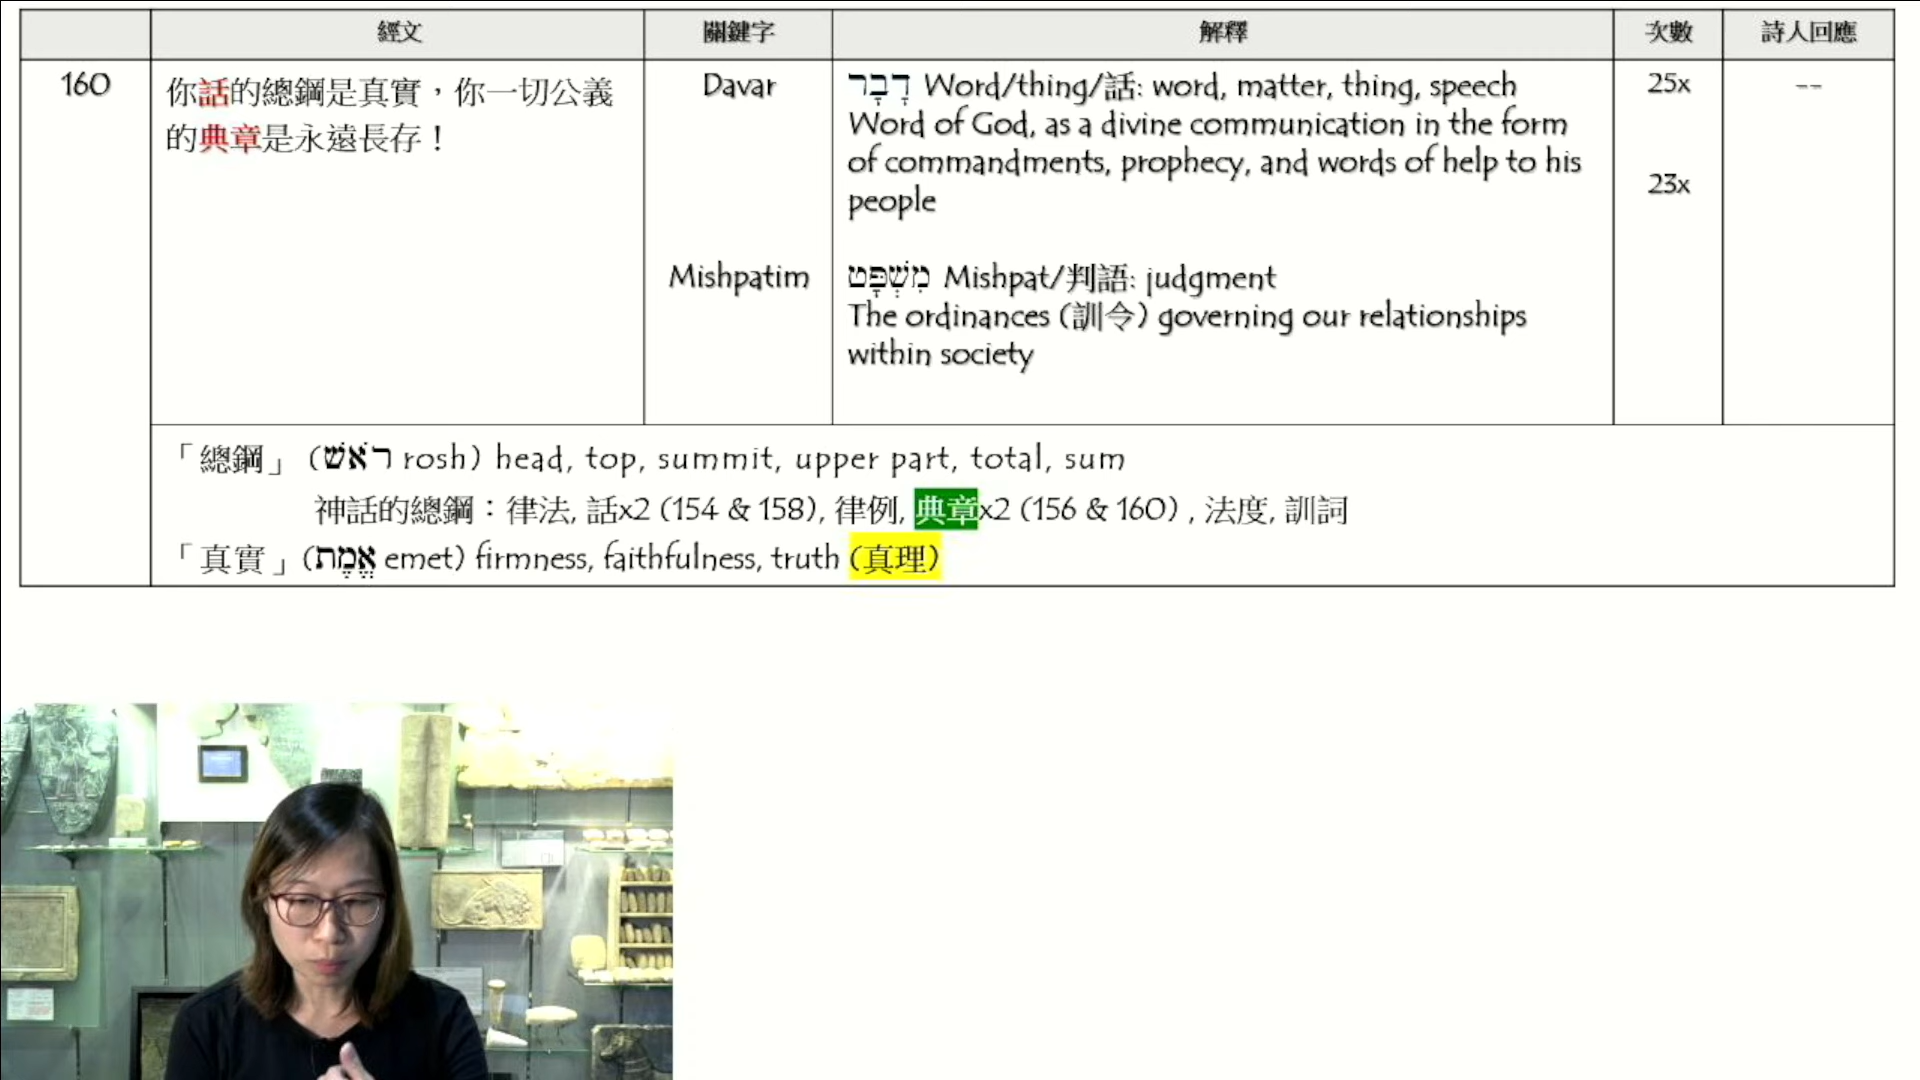 經文 關鍵字 解釋 次數 詩人回應
160
你話的總鋼是真實，你一切公義
的典章是永遠長存！
Davar
דָבָר Word/thing/話: word, matter, thing, speech
Word of God, as a divine communication in the form
of commandments, prophecy, and words of help to his
people
25x
--
23x
Mishpatim
מִשְׁפָּט Mishpat/判語: judgment
The ordinances (訓令) governing our relationships
within society
「總鋼」 (רֹאשׁ rosh) head, top, summit, upper part, total, sum
神話的總鋼：律法, 話x2 (154 & 158), 律例, 典章x2 (156 & 160) , 法度, 訓詞
「真實」(אֱמֶת emet) firmness, faithfulness, truth (真理)